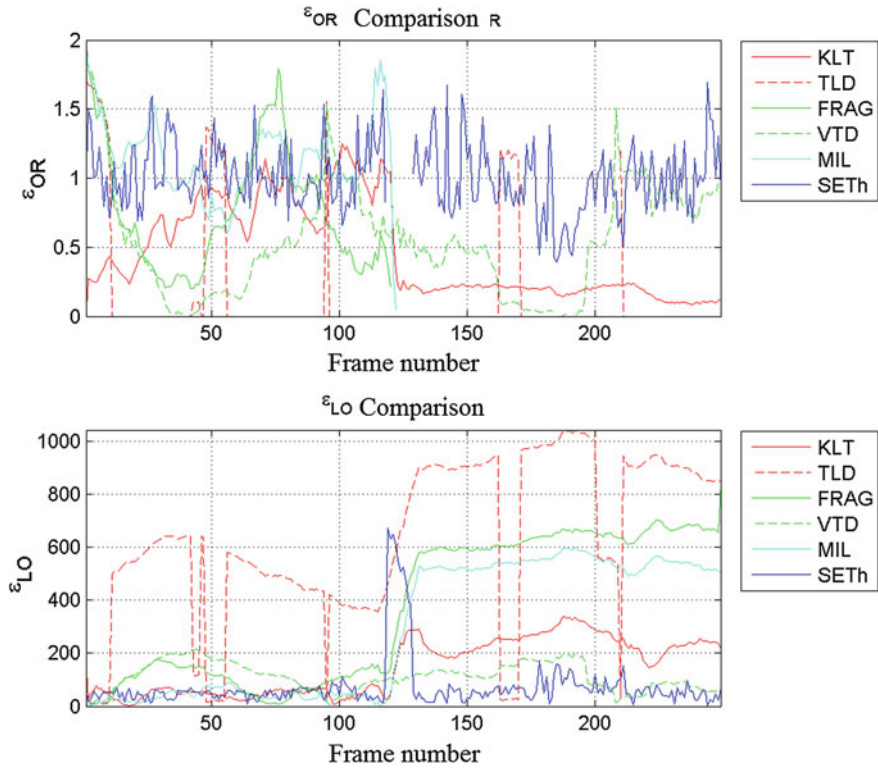 εOR Comparison R
2
1.5
1
0.5
0
εOR
50 100 150 200
Frame number
KLT
TLD
FRAG
VTD
MIL
SETh
εLO Comparison
1000
800
600
400
200
0
εLO
50 100 150 200
Frame number
KLT
TLD
FRAG
VTD
MIL
SETh